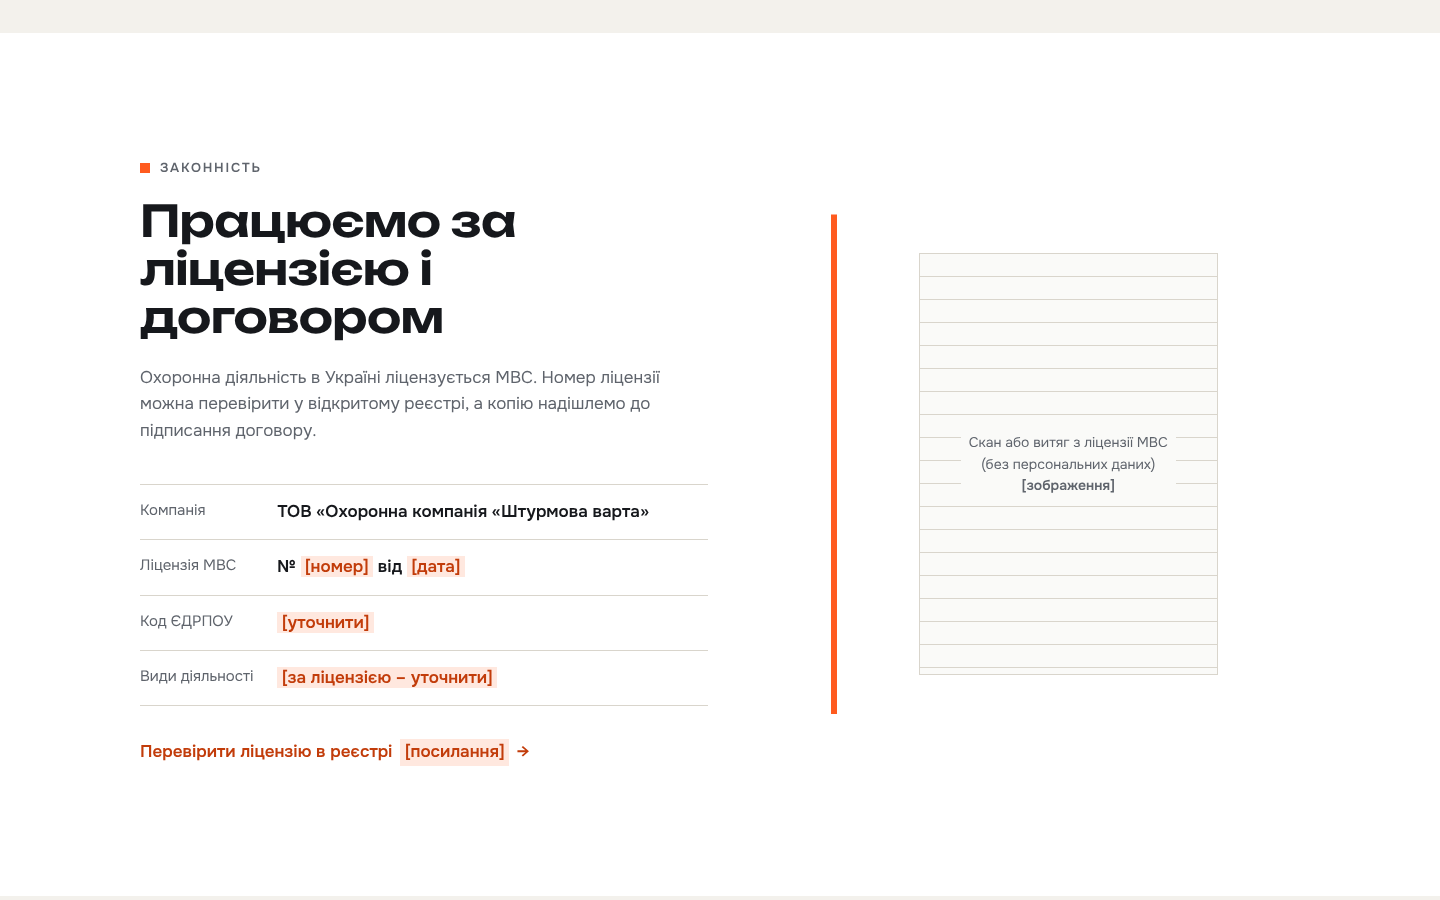 ЗАКОННІСТЬ
Працюємо за
ліцензією і
договором
Охоронна діяльність в Україні ліцензується МВС. Номер ліцензії
можна перевірити у відкритому реєстрі, а копію надішлемо до
підписання договору.
Компанія ТОВ «Охоронна компанія «Штурмова варта»
Ліцензія МВС № [номер] від [дата]
Код ЄДРПОУ [уточнити]
Види діяльності [за ліцензією – уточнити]
Перевірити ліцензію в реєстрі [посилання] →
Скан або витяг з ліцензії МВС
(без персональних даних)
[зображення]